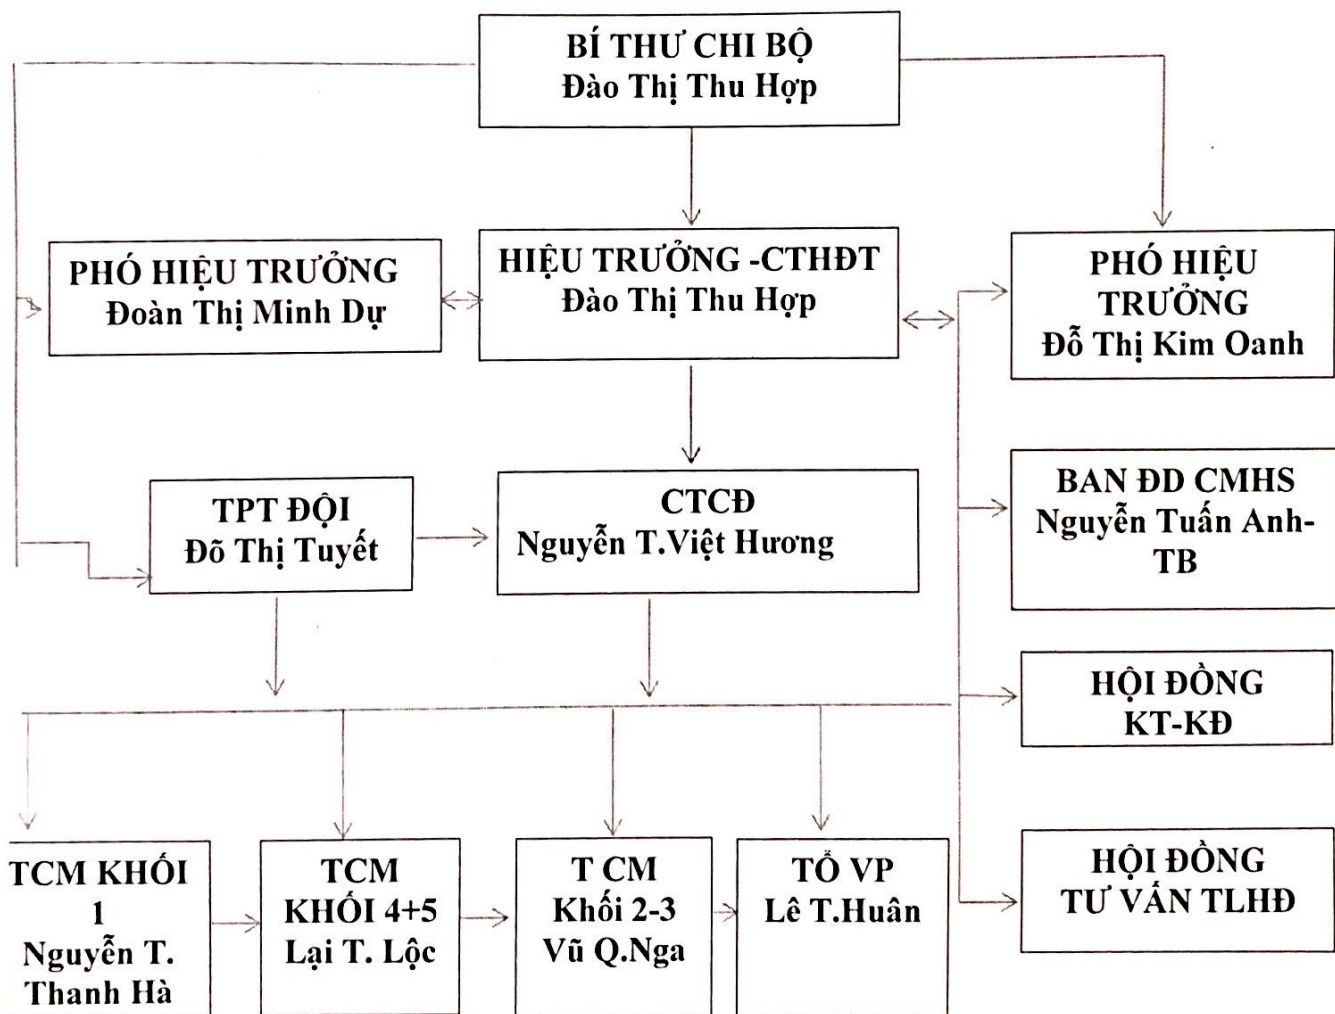 BÍ THƯ CHI BỘ
Đào Thị Thu Hợp
PHÓ HIỆU TRƯỞNG
Đoàn Thị Minh Dự
HIỆU TRƯỞNG -CTHĐT
Đào Thị Thu Hợp
PHÓ HIỆU
TRƯỞNG
Đỗ Thị Kim Oanh
TPT ĐỘI
Đõ Thị Tuyết
CTCĐ
Nguyễn T.Việt Hương
BAN ĐD CMHS
Nguyễn Tuấn Anh-
TB
HỘI ĐỒNG
KT-KĐ
TCM KHỐI
1
Nguyễn T.
Thanh Hà
TCM
KHỐI 4+5
Lại T. Lộc
T CM
Khối 2-3
Vũ Q.Nga
TỔ VP
Lê T.Huân
HỘI ĐỒNG
TƯ VẤN TLHĐ